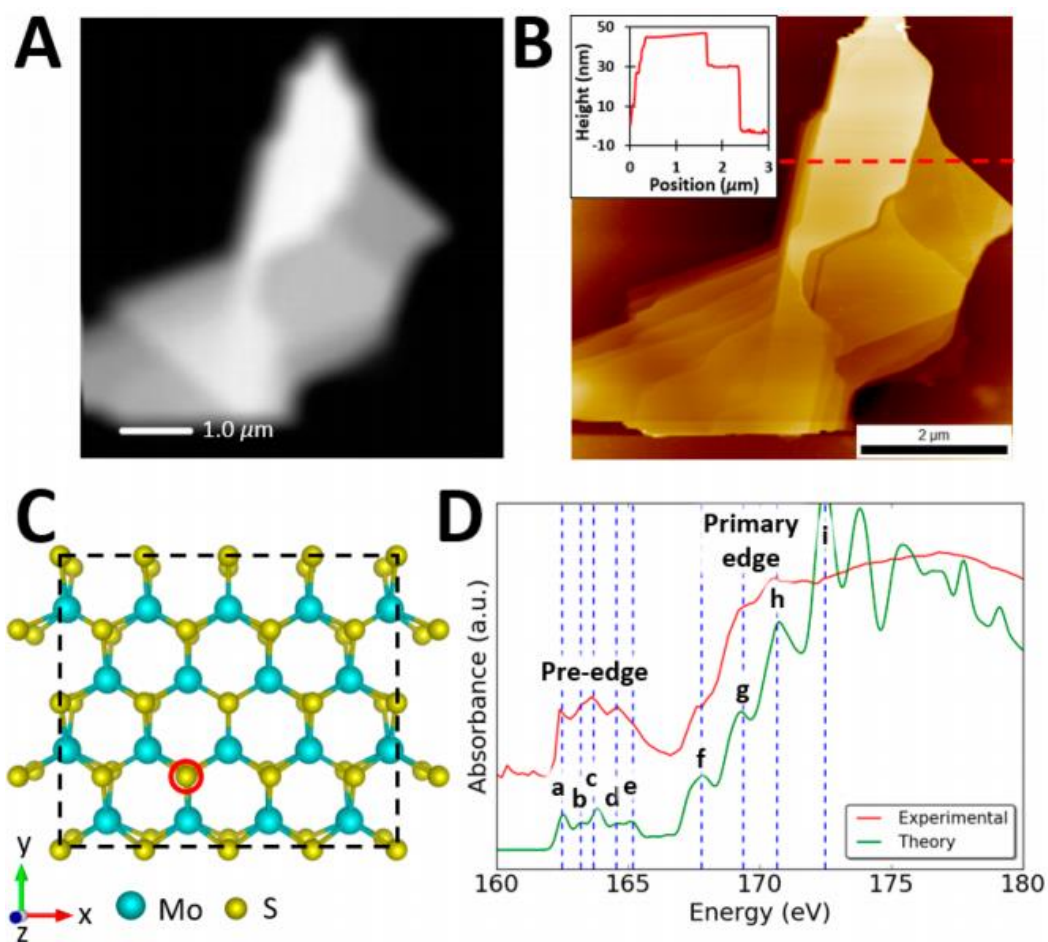 A
1.0 μm
B
Height (nm)
50
30
10
-10
0
1
2
3
Position (μm)
2 μm
C
y
x
z
Mo
S
D
Absorbance (a.u.)
Primary
edge
Pre-edge
a
b
c
d
e
f
g
h
i
Experimental
Theory
160
165
170
175
180
Energy (eV)